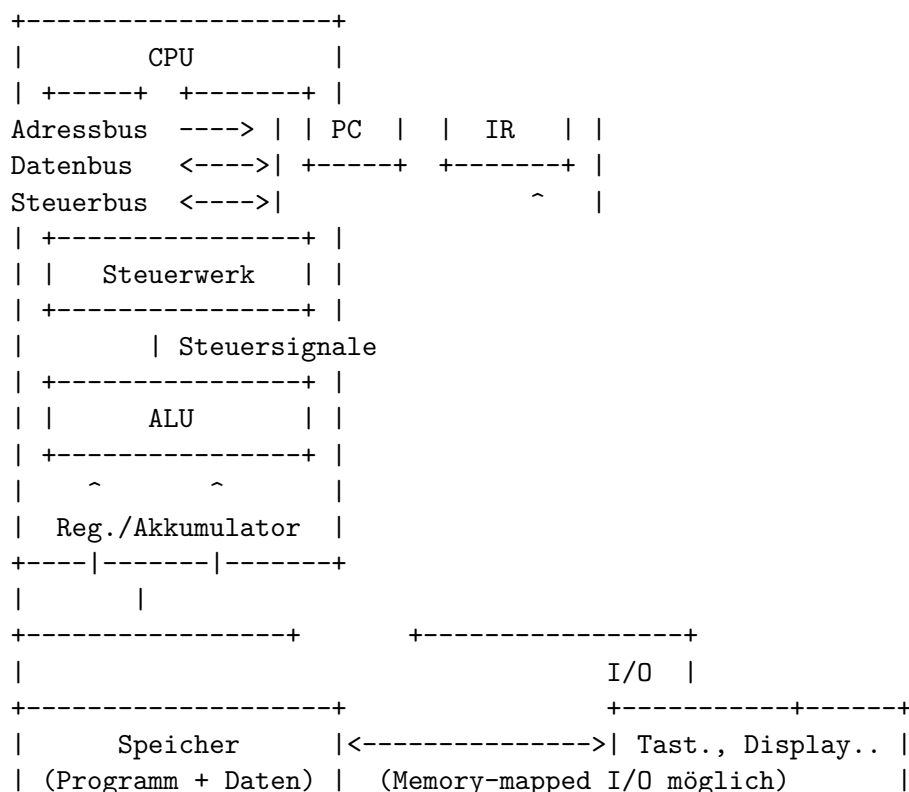 +--------------------+
|        CPU         |
| +-----+  +-------+ |
Adressbus  ----> | | PC  |  |  IR   | |
Datenbus   <---->| +-----+  +-------+ |
Steuerbus  <---->|                ^   |
| +----------------+ |
| |   Steuerwerk   | |
| +----------------+ |
|        | Steuersignale
| +----------------+ |
| |      ALU       | |
| +----------------+ |
|    ^       ^       |
|  Reg./Akkumulator  |
+----|-------|-------+
|       |
+-----------------+       +-----------------+
|                                      I/O  |
+--------------------+                 +-----------+------+
|      Speicher      |<--------------->| Tast., Display.. |
| (Programm + Daten) |  (Memory-mapped I/O möglich)       |